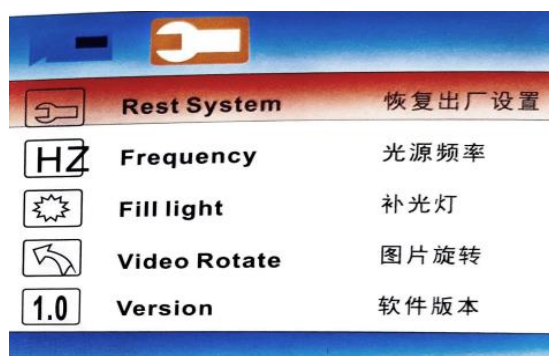 Rest System 恢复出厂设置
HZ Frequency 光源频率
Fill light 补光灯
Video Rotate 图片旋转
1.0 Version 软件版本